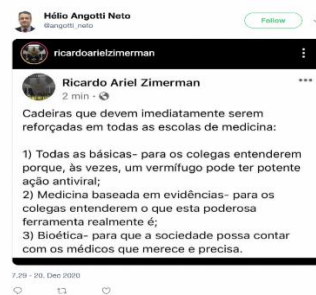 Hélio Angotti Neto
@angotti_neto
Follow
ricardoarielzimerman
Ricardo Ariel Zimerman
2 min ·
Cadeiras que devem imediatamente serem
reforçadas em todas as escolas de medicina:
1) Todas as básicas- para os colegas entenderem
porque, às vezes, um vermífugo pode ter potente
ação antiviral;
2) Medicina baseada em evidências- para os
colegas entenderem o que esta poderosa
ferramenta realmente é;
3) Bioética- para que a sociedade possa contar
com os médicos que merece e precisa.
7.29 - 20. Dec 2020